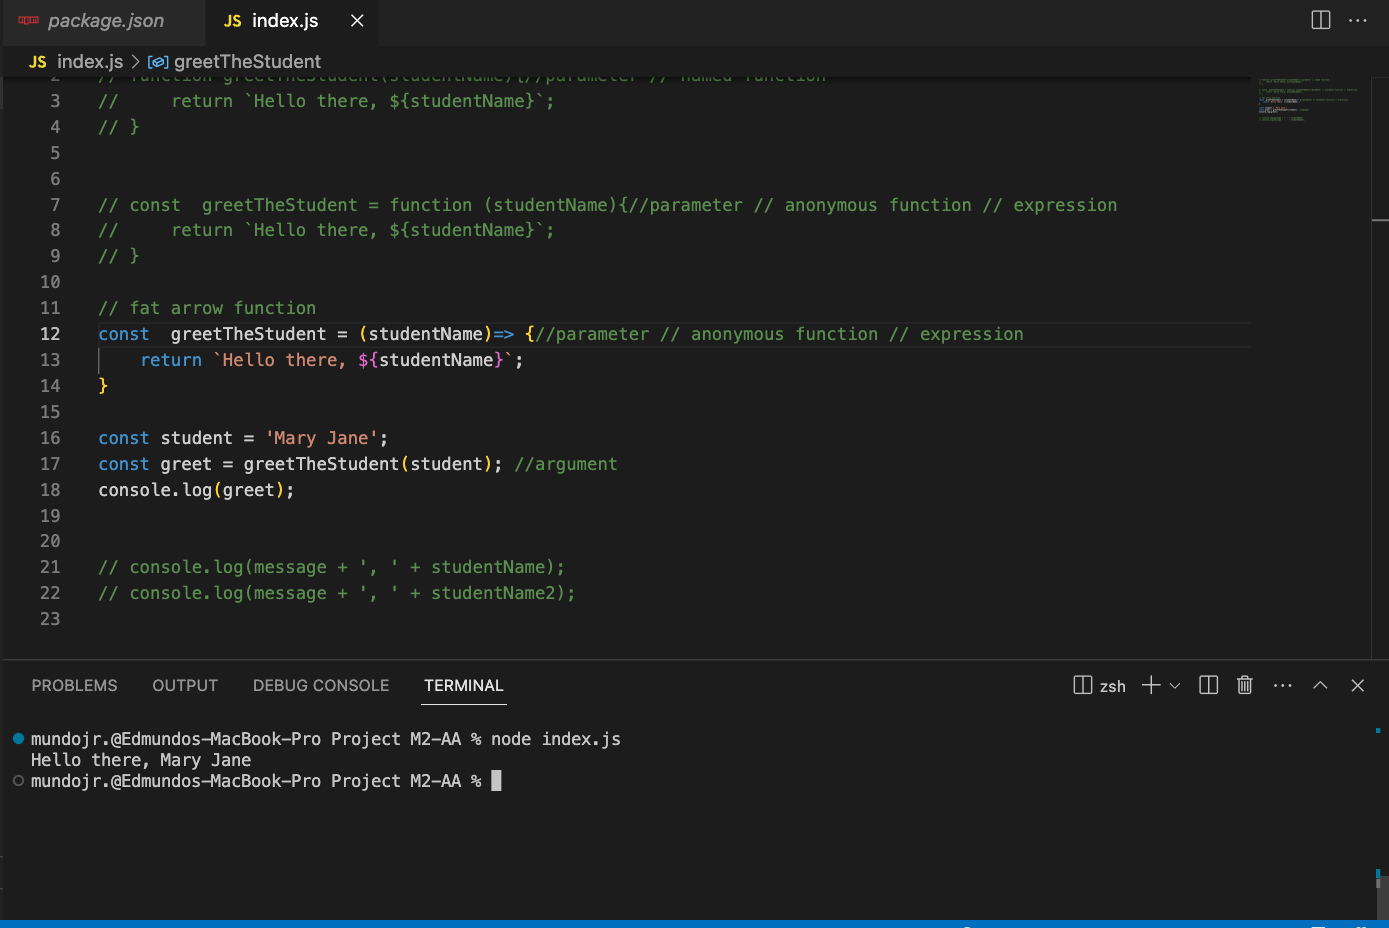 package.json
JS index.js
JS index.js > greetTheStudent
2 // function greetTheStudent(studentName){//parameter // named function
3 //     return `Hello there, ${studentName}`;
4 // }
5
6
7 // const  greetTheStudent = function (studentName){//parameter // anonymous function // expression
8 //     return `Hello there, ${studentName}`;
9 // }
10
11 // fat arrow function
12 const  greetTheStudent = (studentName)=> {//parameter // anonymous function // expression
13     return `Hello there, ${studentName}`;
14 }
15
16 const student = 'Mary Jane';
17 const greet = greetTheStudent(student); //argument
18 console.log(greet);
19
20
21 // console.log(message + ', ' + studentName);
22 // console.log(message + ', ' + studentName2);
23
PROBLEMS OUTPUT DEBUG CONSOLE TERMINAL zsh
mundojr.@Edmundos-MacBook-Pro Project M2-AA % node index.js
Hello there, Mary Jane
mundojr.@Edmundos-MacBook-Pro Project M2-AA %